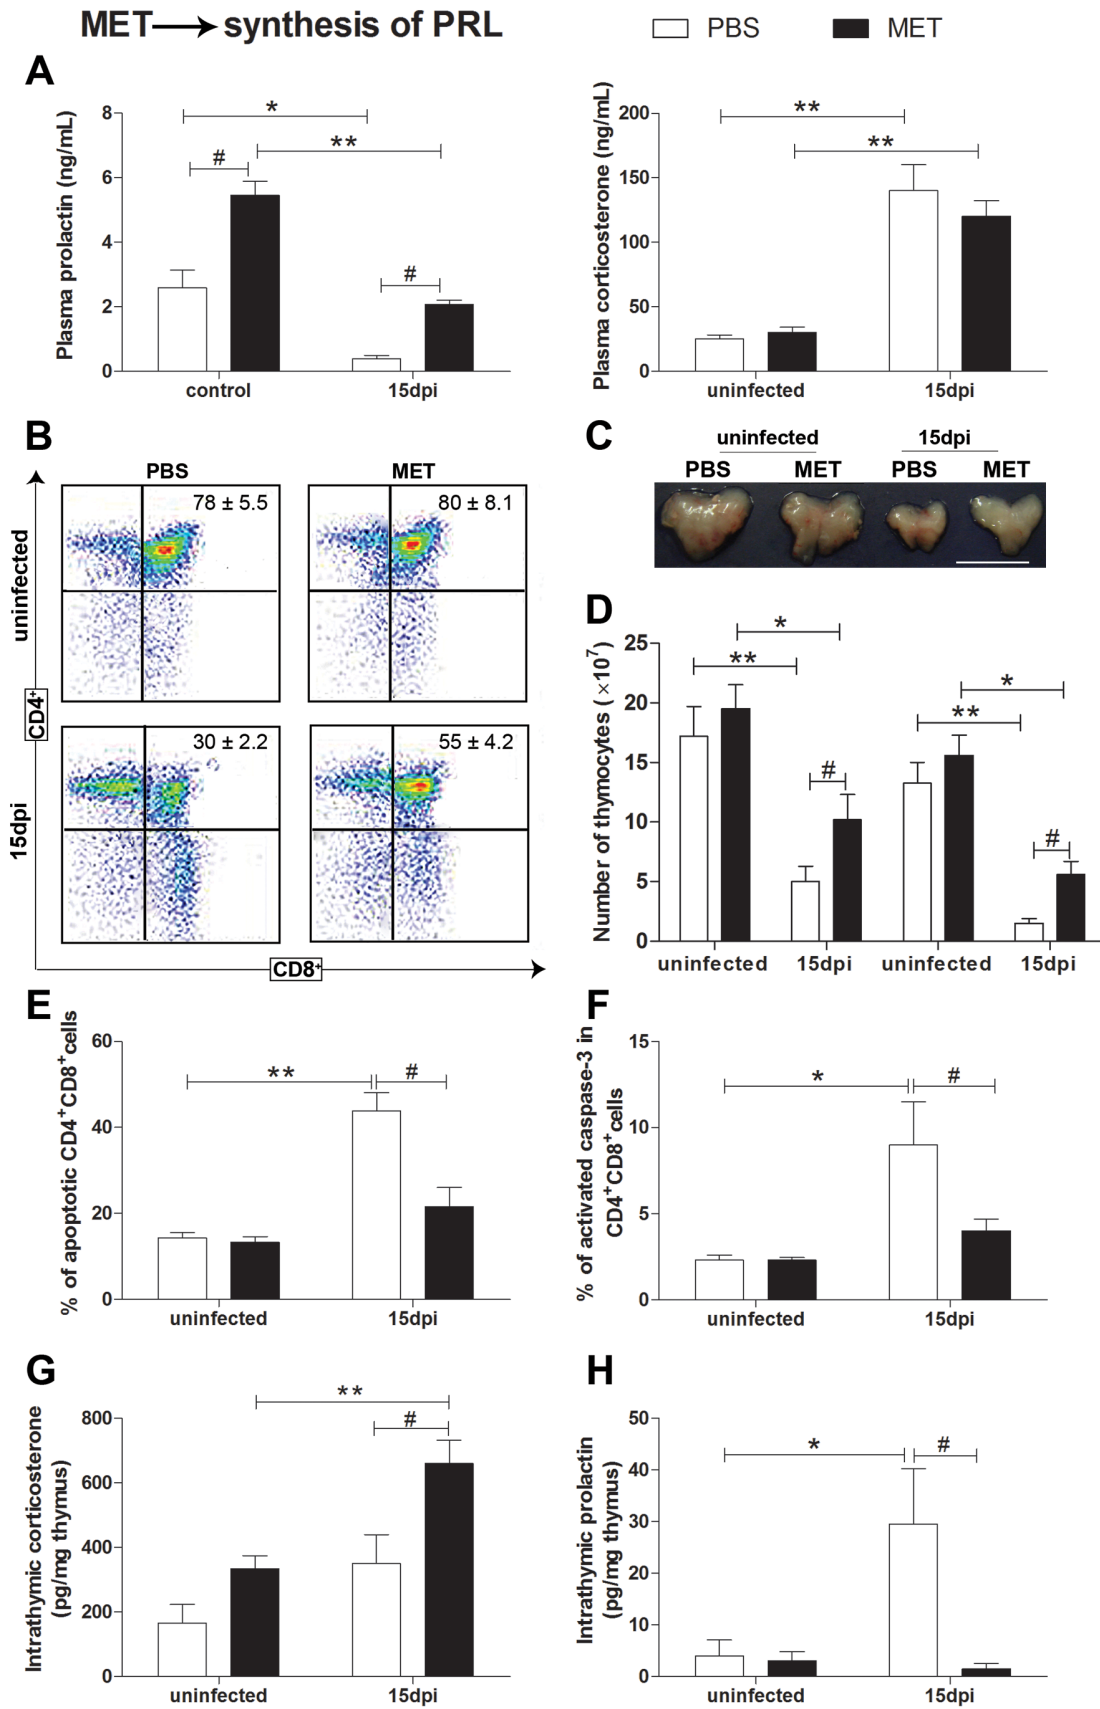 MET → synthesis of PRL
PBS MET
A
Plasma prolactin (ng/mL)
8
6
4
2
0
*
**
#
#
control 15dpi
Plasma corticosterone (ng/mL)
200
150
100
50
0
**
**
uninfected 15dpi
B
PBS MET
uninfected
78 ± 5.5
80 ± 8.1
15dpi
30 ± 2.2
55 ± 4.2
CD4+
CD8+
C
uninfected 15dpi
PBS MET PBS MET
D
Number of thymocytes (×10⁷)
25
20
15
10
5
0
*
**
#
*
**
#
uninfected 15dpi uninfected 15dpi
E
% of apoptotic CD4+CD8+cells
60
40
20
0
** #
uninfected 15dpi
F
% of activated caspase-3 in
CD4+CD8+cells
15
10
5
0
* #
uninfected 15dpi
G
Intrathymic corticosterone
(pg/mg thymus)
800
600
400
200
0
**
#
uninfected 15dpi
H
Intrathymic prolactin
(pg/mg thymus)
50
40
30
20
10
0
* #
uninfected 15dpi